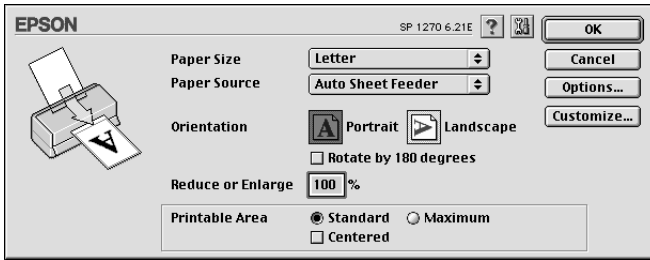 EPSON
SP 1270 6.21E
OK
Paper Size Letter
Cancel
Paper Source Auto Sheet Feeder
Options...
Customize...
Orientation A Portrait A Landscape
Rotate by 180 degrees
Reduce or Enlarge 100 %
Printable Area Standard Maximum
Centered
A